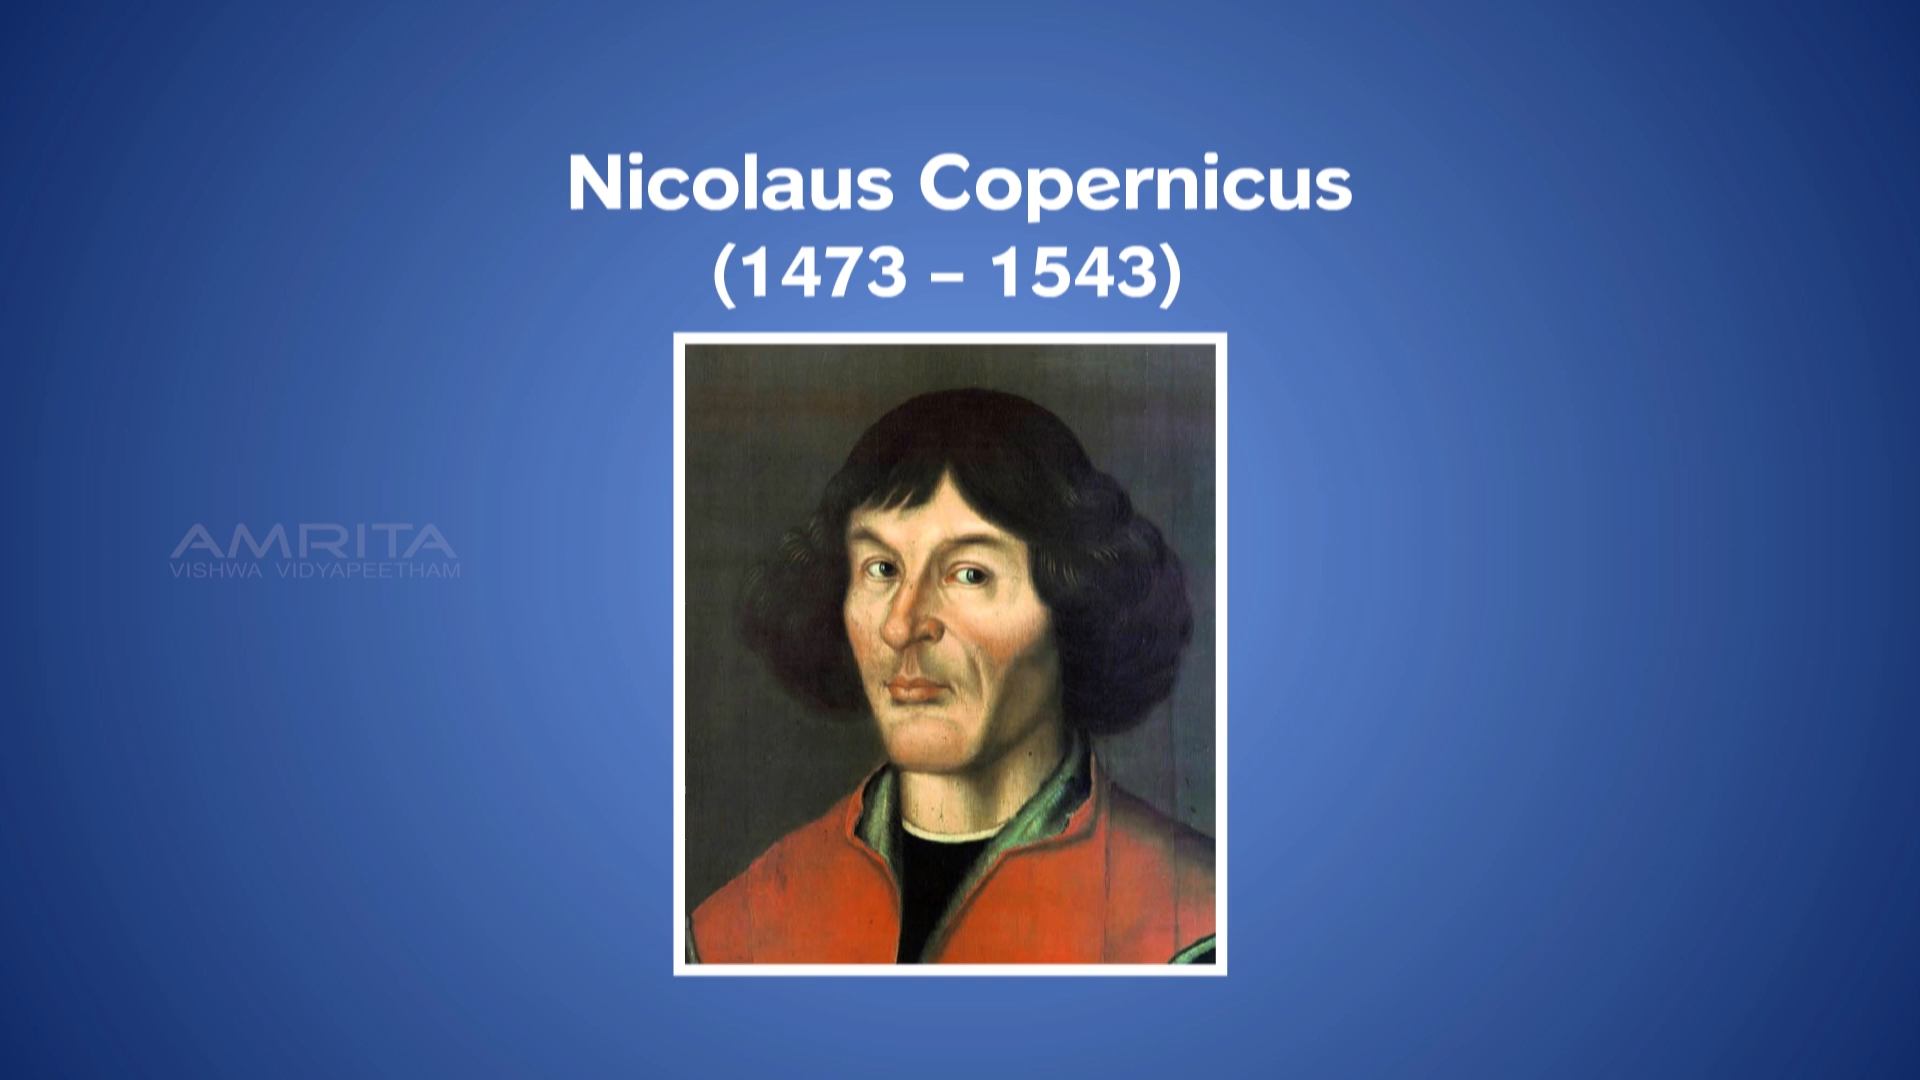 Nicolaus Copernicus
(1473 – 1543)
AMRITA
VISHWA VIDYAPEETHAM